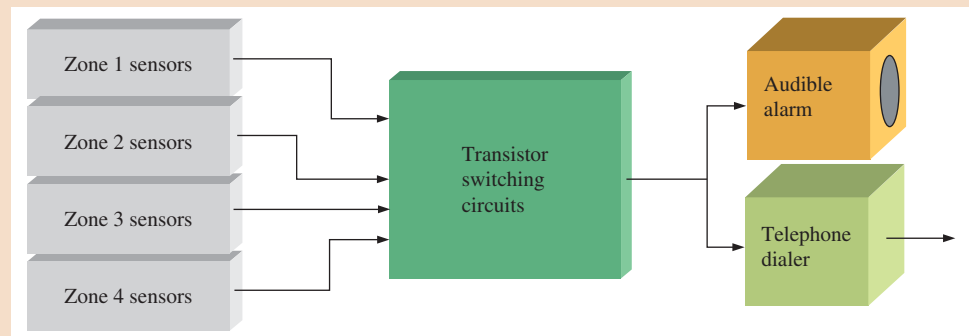 Zone 1 sensors
Zone 2 sensors
Zone 3 sensors
Zone 4 sensors
Transistor
switching
circuits
Audible
alarm
Telephone
dialer